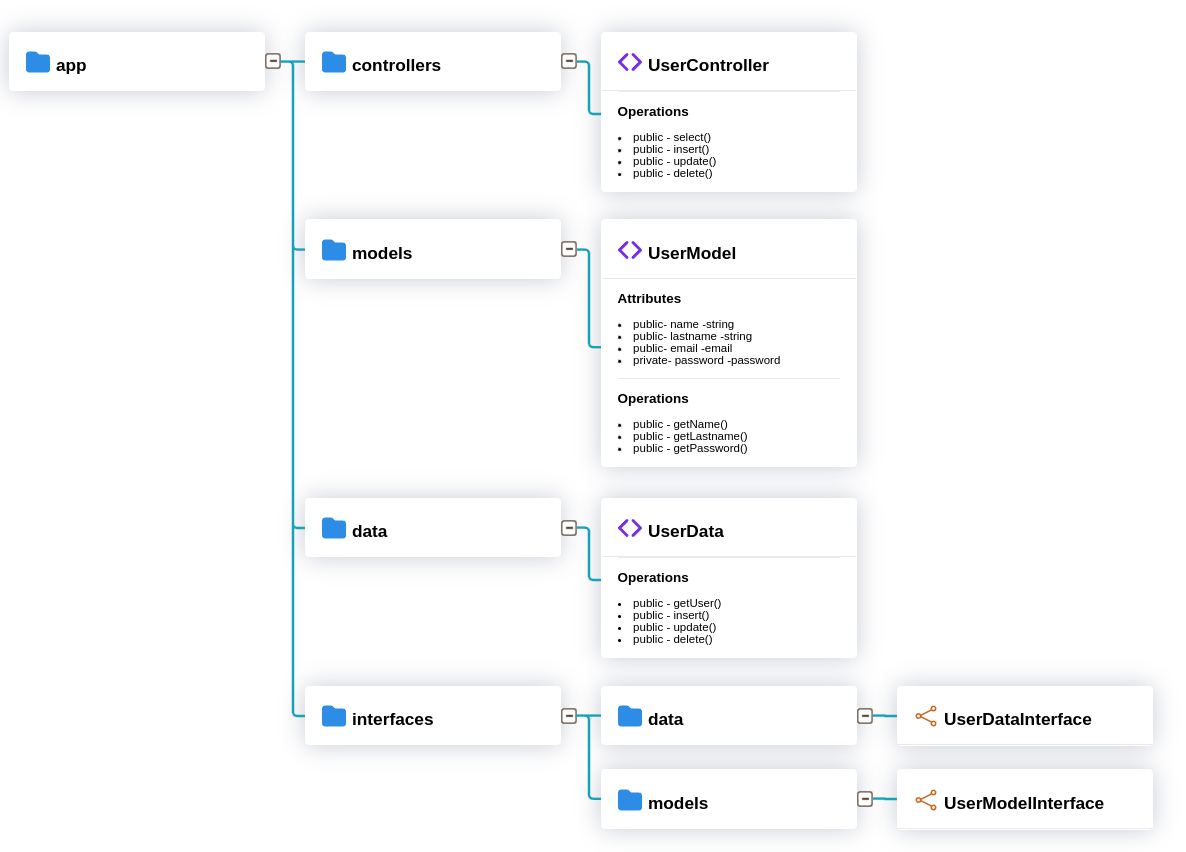 app
controllers
UserController
Operations
public - select()
public - insert()
public - update()
public - delete()
models
UserModel
Attributes
public- name -string
public- lastname -string
public- email -email
private- password -password
Operations
public - getName()
public - getLastname()
public - getPassword()
data
UserData
Operations
public - getUser()
public - insert()
public - update()
public - delete()
interfaces
data
UserDataInterface
models
UserModelInterface